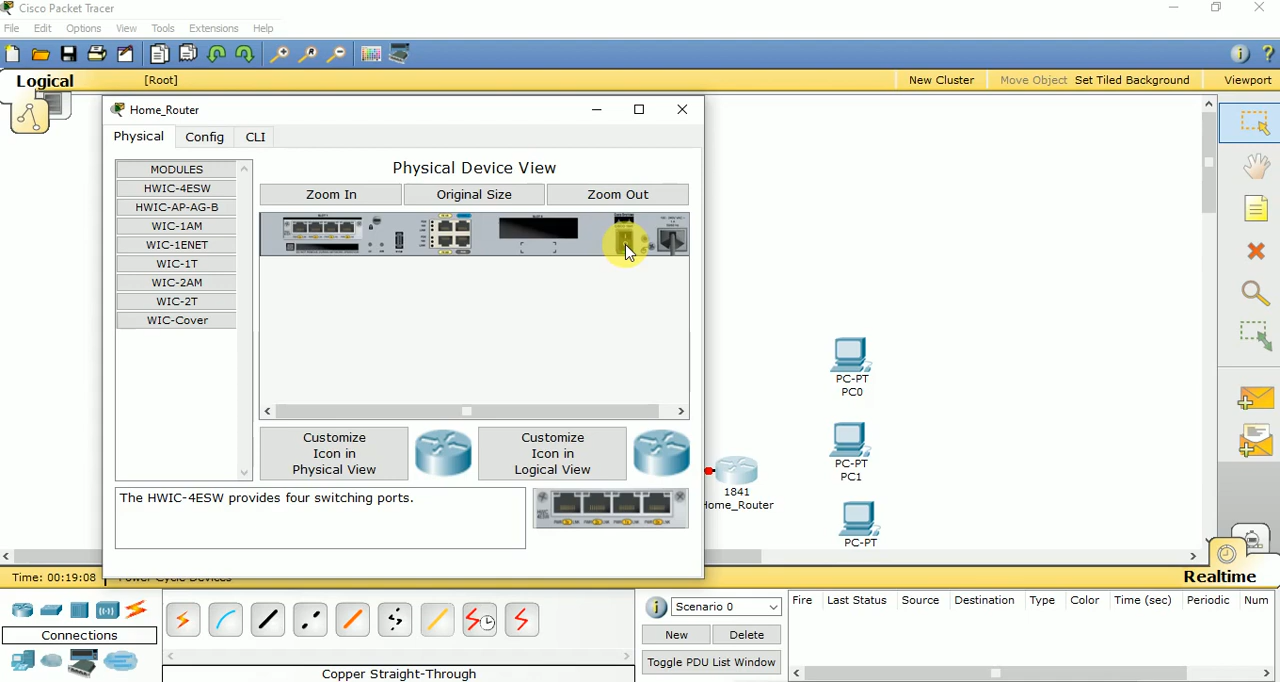 Cisco Packet Tracer
File Edit Options View Tools Extensions Help
Logical [Root] New Cluster Move Object Set Tiled Background Viewport
Home_Router
Physical Config CLI
MODULES
HWIC-4ESW
HWIC-AP-AG-B
WIC-1AM
WIC-1ENET
WIC-1T
WIC-2AM
WIC-2T
WIC-Cover
Physical Device View
Zoom In Original Size Zoom Out
Customize
Icon in
Physical View
Customize
Icon in
Logical View
The HWIC-4ESW provides four switching ports.
PC-PT
PC0
PC-PT
PC1
1841
Home_Router
PC-PT
Time: 00:19:08 Power Cycle Devices Realtime
Connections
Copper Straight-Through
Scenario 0
New Delete
Toggle PDU List Window
Fire Last Status Source Destination Type Color Time (sec) Periodic Num